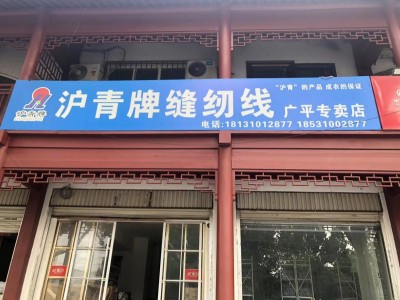 "沪青"的产品 成衣的保证
沪青牌缝纫线 广平专卖店
电话:18131012877 18531002877